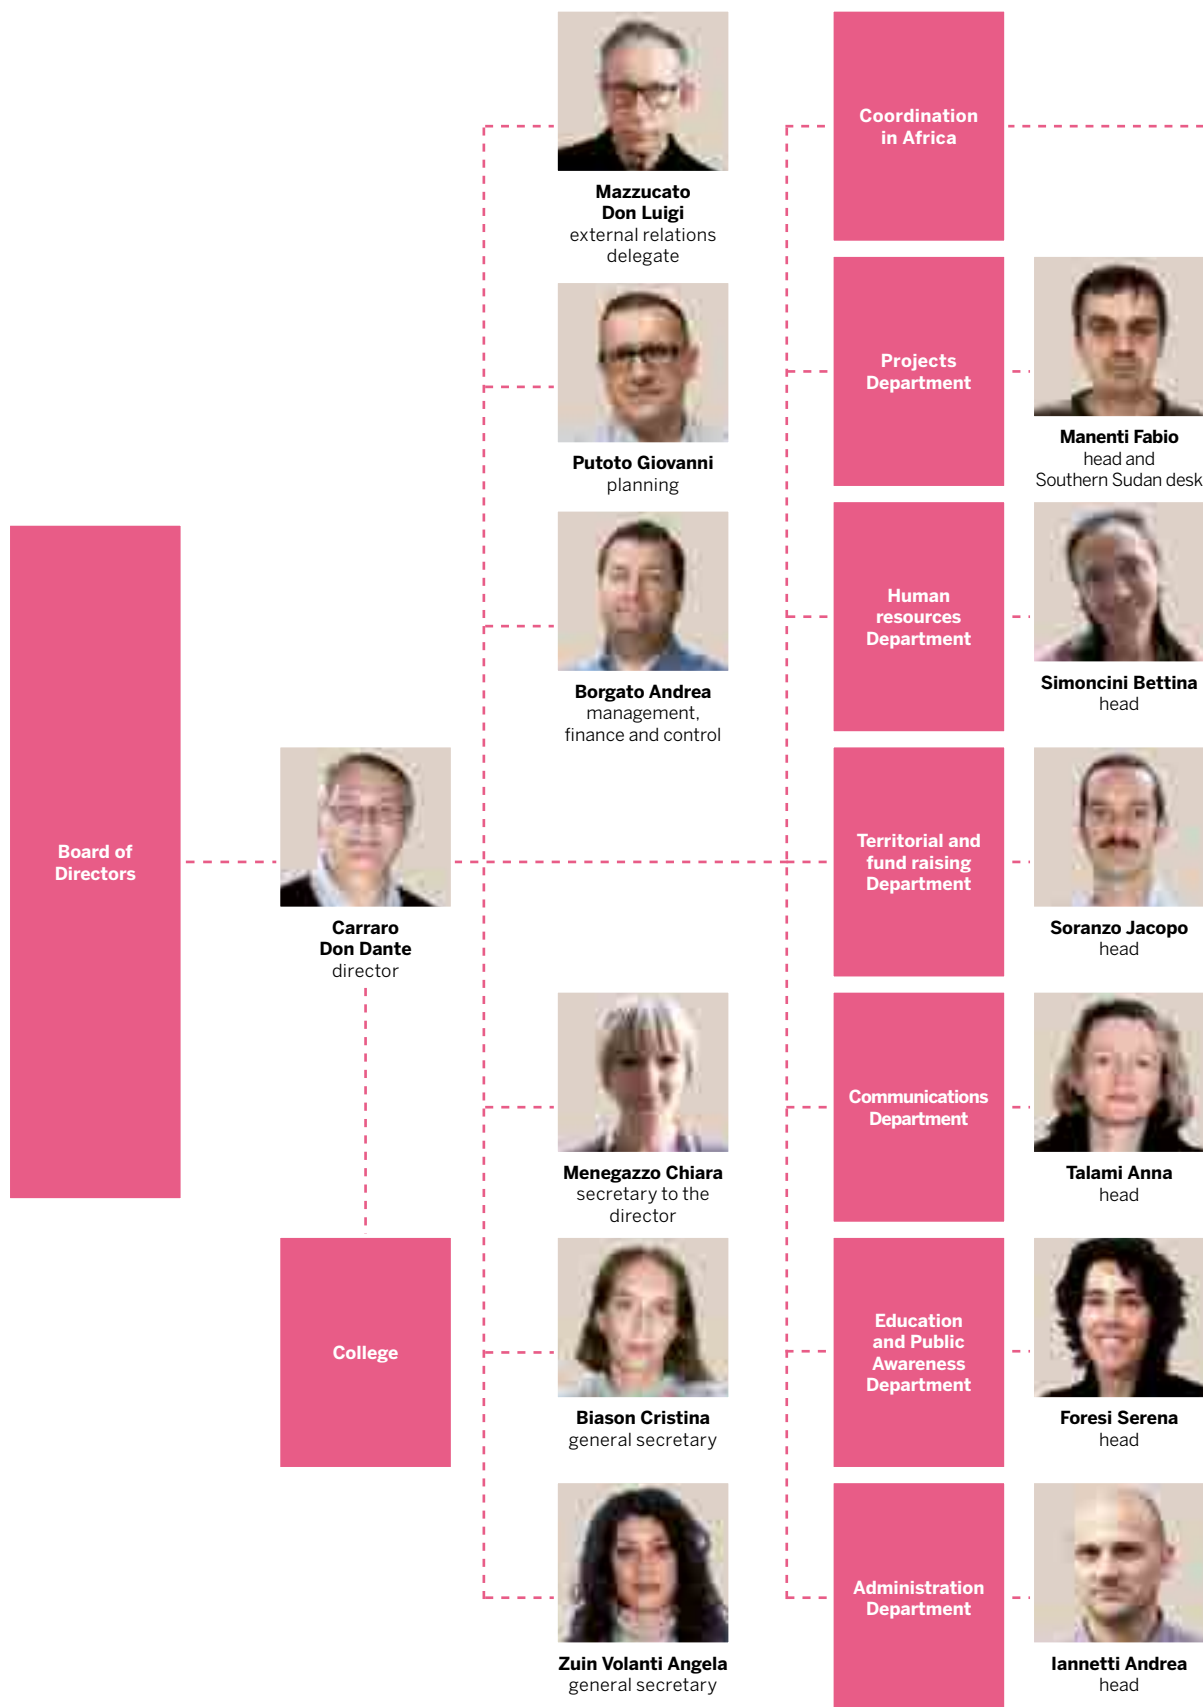 Board of
Directors
Carraro
Don Dante
director
College
Mazzucato
Don Luigi
external relations
delegate
Putoto Giovanni
planning
Borgato Andrea
management,
finance and control
Menegazzo Chiara
secretary to the
director
Biason Cristina
general secretary
Zuin Volanti Angela
general secretary
Coordination
in Africa
Projects
Department
Manenti Fabio
head and
Southern Sudan desk
Human
resources
Department
Simoncini Bettina
head
Territorial and
fund raising
Department
Soranzo Jacopo
head
Communications
Department
Talami Anna
head
Education
and Public
Awareness
Department
Foresi Serena
head
Administration
Department
Iannetti Andrea
head